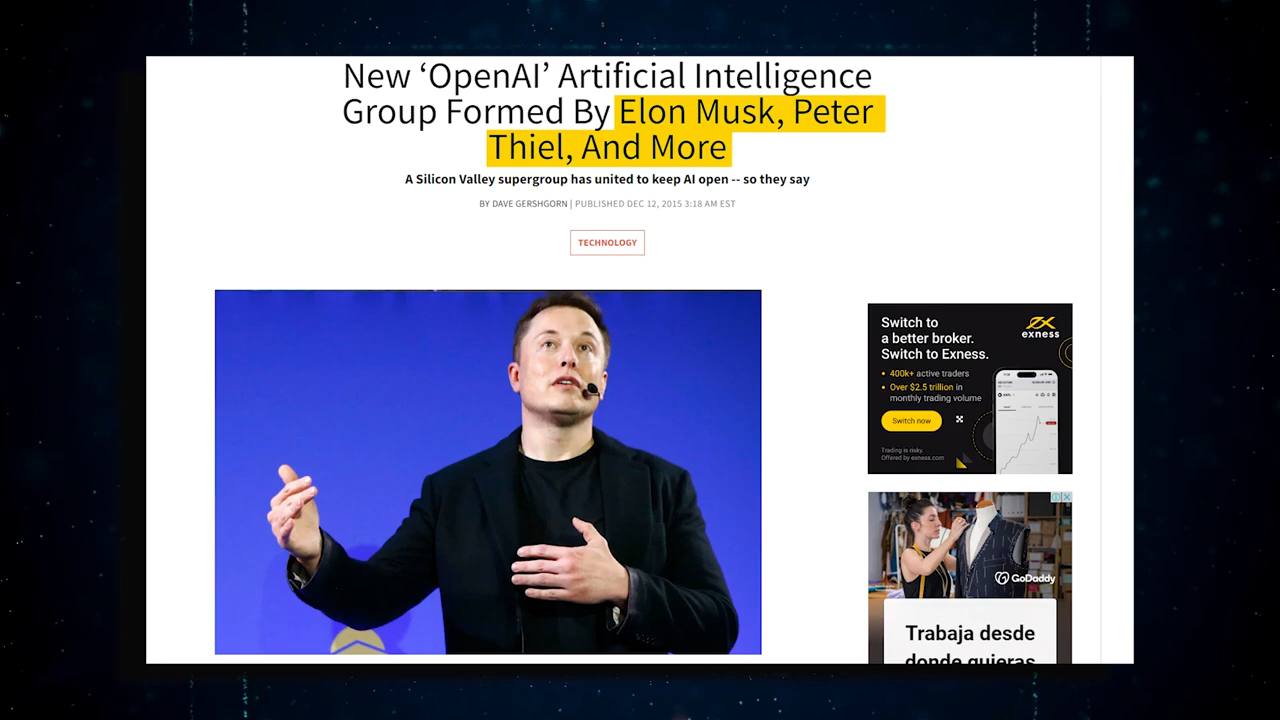 New ‘OpenAI’ Artificial Intelligence
Group Formed By Elon Musk, Peter
Thiel, And More
A Silicon Valley supergroup has united to keep AI open -- so they say
BY DAVE GERSHGORN | PUBLISHED DEC 12, 2015 3:18 AM EST
TECHNOLOGY
Switch to
a better broker.
Switch to Exness.
exness
• 400k+ active traders
• Over $2.5 trillion in
monthly trading volume
Switch now
Trading is risky.
Offered by exness.com
GoDaddy
Trabaja desde
donde quieras